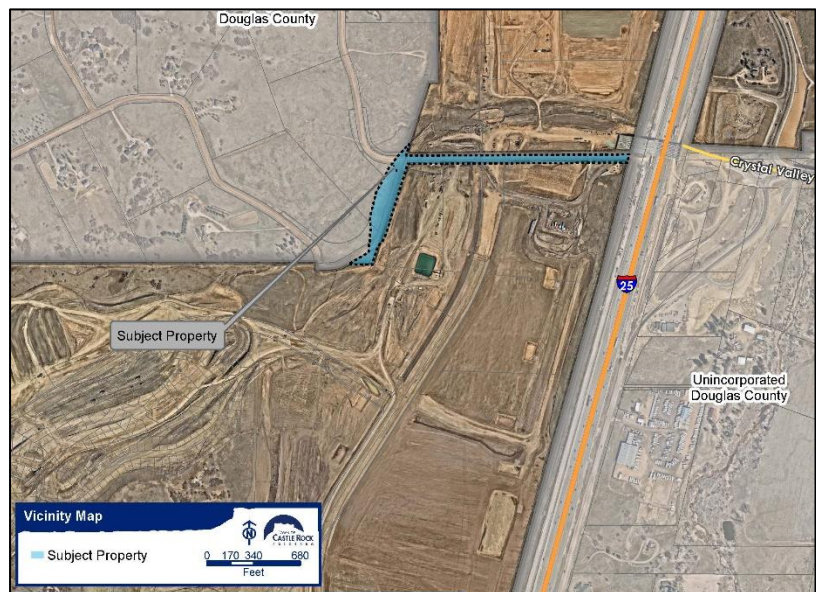 Douglas County
Crystal Valley
25
Subject Property
Unincorporated
Douglas County
Vicinity Map
N
CASTLE ROCK
Subject Property
0 170 340 680
Feet